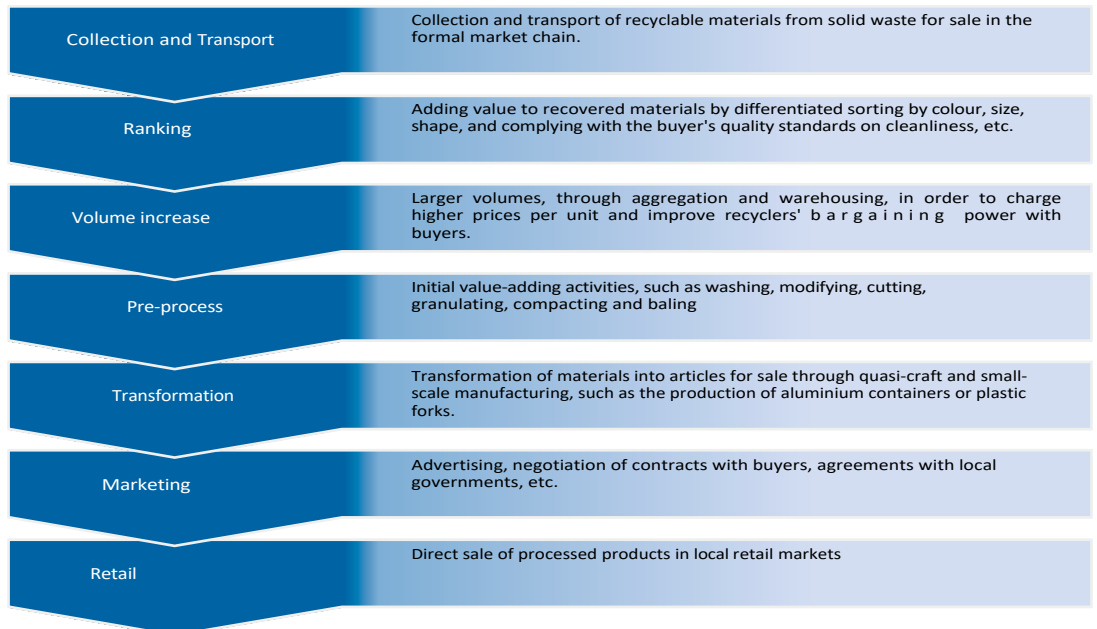 Collection and Transport
Collection and transport of recyclable materials from solid waste for sale in the
formal market chain.
Ranking
Adding value to recovered materials by differentiated sorting by colour, size,
shape, and complying with the buyer's quality standards on cleanliness, etc.
Volume increase
Larger volumes, through aggregation and warehousing, in order to charge
higher prices per unit and improve recyclers' bargaining power with
buyers.
Pre-process
Initial value-adding activities, such as washing, modifying, cutting,
granulating, compacting and baling
Transformation
Transformation of materials into articles for sale through quasi-craft and small-
scale manufacturing, such as the production of aluminium containers or plastic
forks.
Marketing
Advertising, negotiation of contracts with buyers, agreements with local
governments, etc.
Retail
Direct sale of processed products in local retail markets